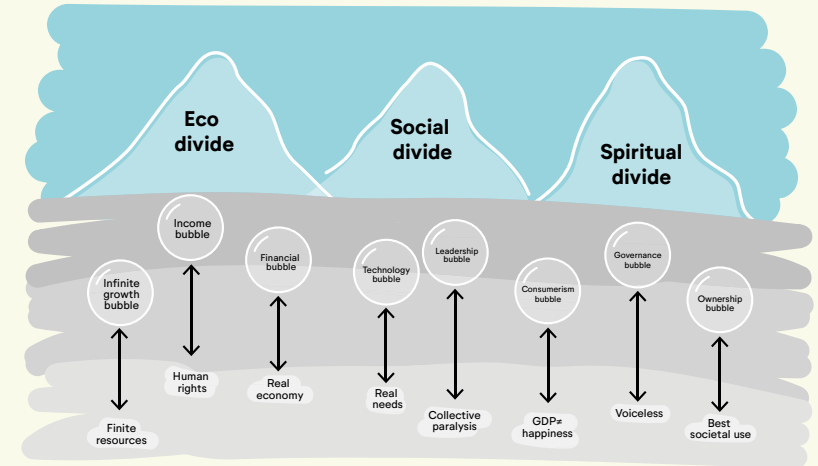 Eco
divide
Social
divide
Spiritual
divide
Infinite
growth
bubble
Income
bubble
Financial
bubble
Technology
bubble
Leadership
bubble
Consumerism
bubble
Governance
bubble
Ownership
bubble
Finite
resources
Human
rights
Real
economy
Real
needs
Collective
paralysis
GDP≠
happiness
Voiceless
Best
societal use